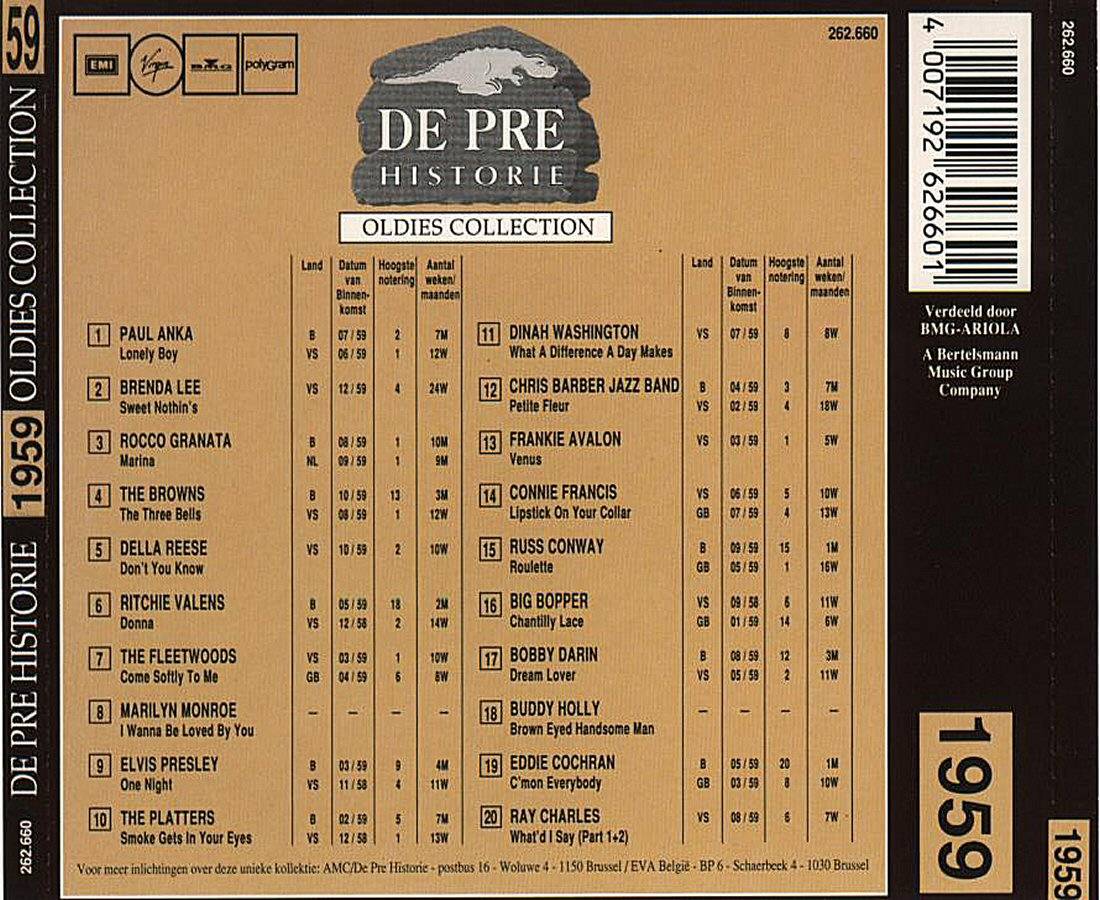 59
DE PRE HISTORIE 1959 OLDIES COLLECTION
262.660
EMI
Virgin
BMG
polyGram
262.660
DE PRE
HISTORIE
OLDIES COLLECTION
Land Datum van Binnen-komst Hoogste notering Aantal weken/maanden
1 PAUL ANKA B 07/59 2 7M
Lonely Boy VS 06/59 1 12W
2 BRENDA LEE VS 12/59 4 24W
Sweet Nothin's
3 ROCCO GRANATA B 08/59 1 10M
Marina NL 09/59 1 9M
4 THE BROWNS B 10/59 13 3M
The Three Bells VS 08/59 1 12W
5 DELLA REESE VS 10/59 2 10W
Don't You Know
6 RITCHIE VALENS B 05/59 18 2M
Donna VS 12/58 2 14W
7 THE FLEETWOODS VS 03/59 1 10W
Come Softly To Me GB 04/59 6 8W
8 MARILYN MONROE – – – –
I Wanna Be Loved By You
9 ELVIS PRESLEY B 03/59 9 4M
One Night VS 11/58 4 11W
10 THE PLATTERS B 02/59 5 7M
Smoke Gets In Your Eyes VS 12/58 1 13W
Land Datum van Binnen-komst Hoogste notering Aantal weken/maanden
11 DINAH WASHINGTON VS 07/59 8 8W
What A Difference A Day Makes
12 CHRIS BARBER JAZZ BAND B 04/59 3 7M
Petite Fleur VS 02/59 4 18W
13 FRANKIE AVALON VS 03/59 1 5W
Venus
14 CONNIE FRANCIS VS 06/59 5 10W
Lipstick On Your Collar GB 07/59 4 13W
15 RUSS CONWAY B 09/59 15 1M
Roulette GB 05/59 1 16W
16 BIG BOPPER VS 09/58 6 11W
Chantilly Lace GB 01/59 14 6W
17 BOBBY DARIN B 08/59 12 3M
Dream Lover VS 05/59 2 11W
18 BUDDY HOLLY – – – –
Brown Eyed Handsome Man
19 EDDIE COCHRAN B 05/59 20 1M
C'mon Everybody GB 03/59 8 10W
20 RAY CHARLES VS 08/59 6 7W
What'd I Say (Part 1+2)
Voor meer inlichtingen over deze unieke kollektie: AMC/De Pre Historie - postbus 16 - Woluwe 4 - 1150 Brussel / EVA België - BP 6 - Schaerbeek 4 - 1030 Brussel
4 007192 626601
Verdeeld door
BMG-ARIOLA
A Bertelsmann
Music Group
Company
1959
262.660
1959